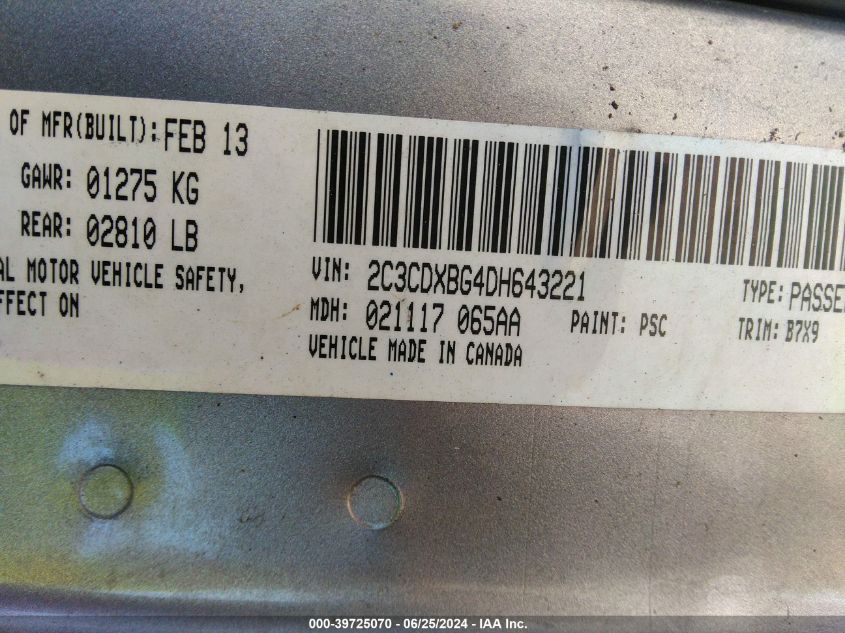 OF MFR(BUILT): FEB 13
GAWR: 01275 KG
REAR: 02810 LB
AL MOTOR VEHICLE SAFETY,
FFECT ON
VIN: 2C3CDXBG4DH643221
TYPE: PASSE
MDH: 021117 065AA
PAINT: PSC
TRIM: B7X9
VEHICLE MADE IN CANADA
000-39725070 - 06/25/2024 - IAA Inc.